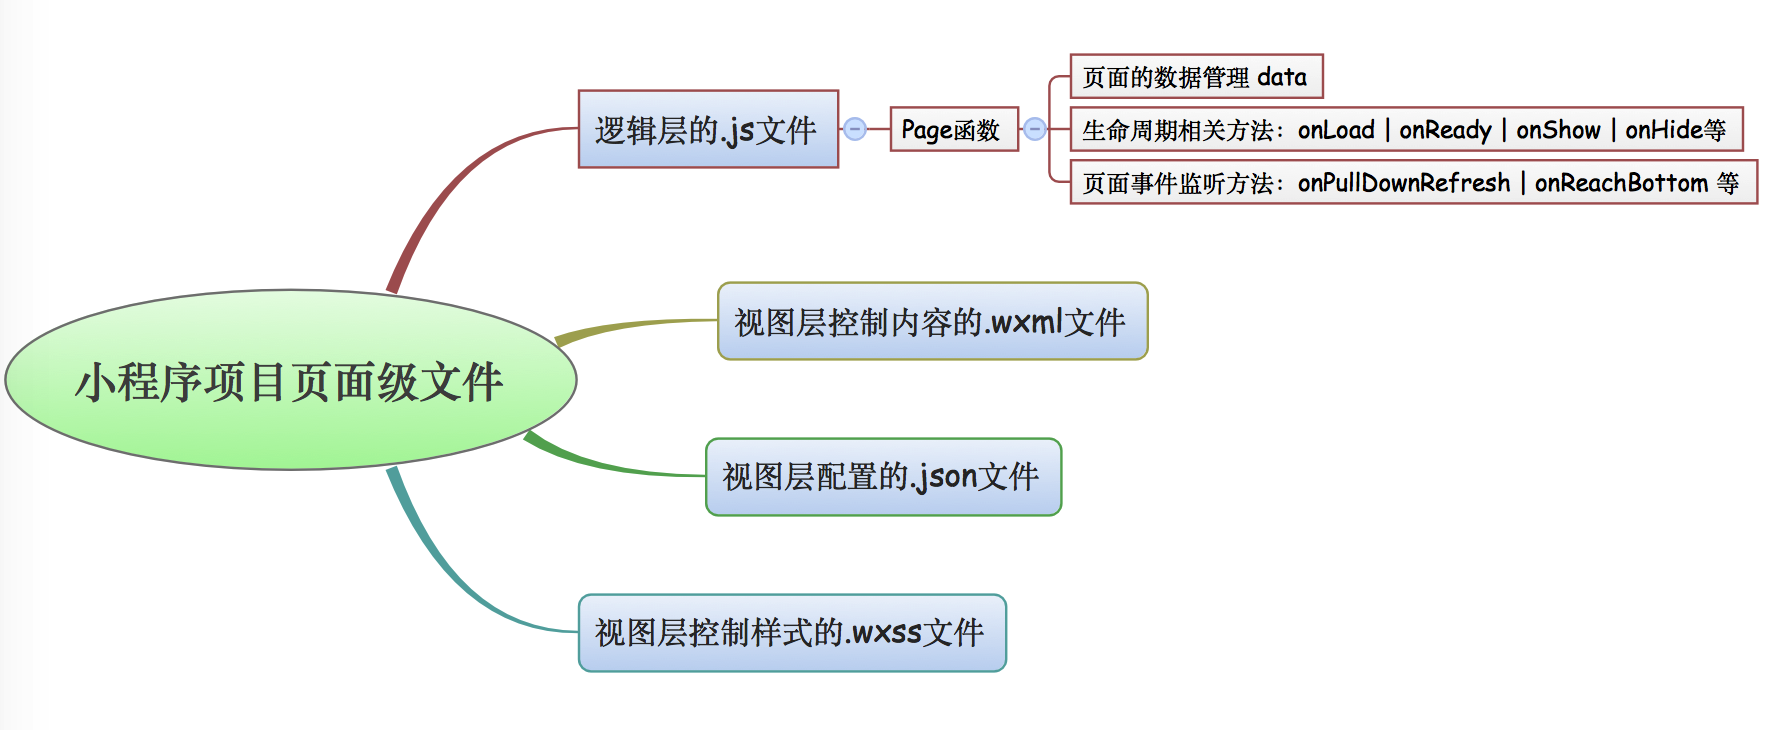 页面的数据管理 data
逻辑层的.js文件
Page函数
生命周期相关方法：onLoad | onReady | onShow | onHide等
页面事件监听方法：onPullDownRefresh | onReachBottom 等
视图层控制内容的.wxml文件
小程序项目页面级文件
视图层配置的.json文件
视图层控制样式的.wxss文件